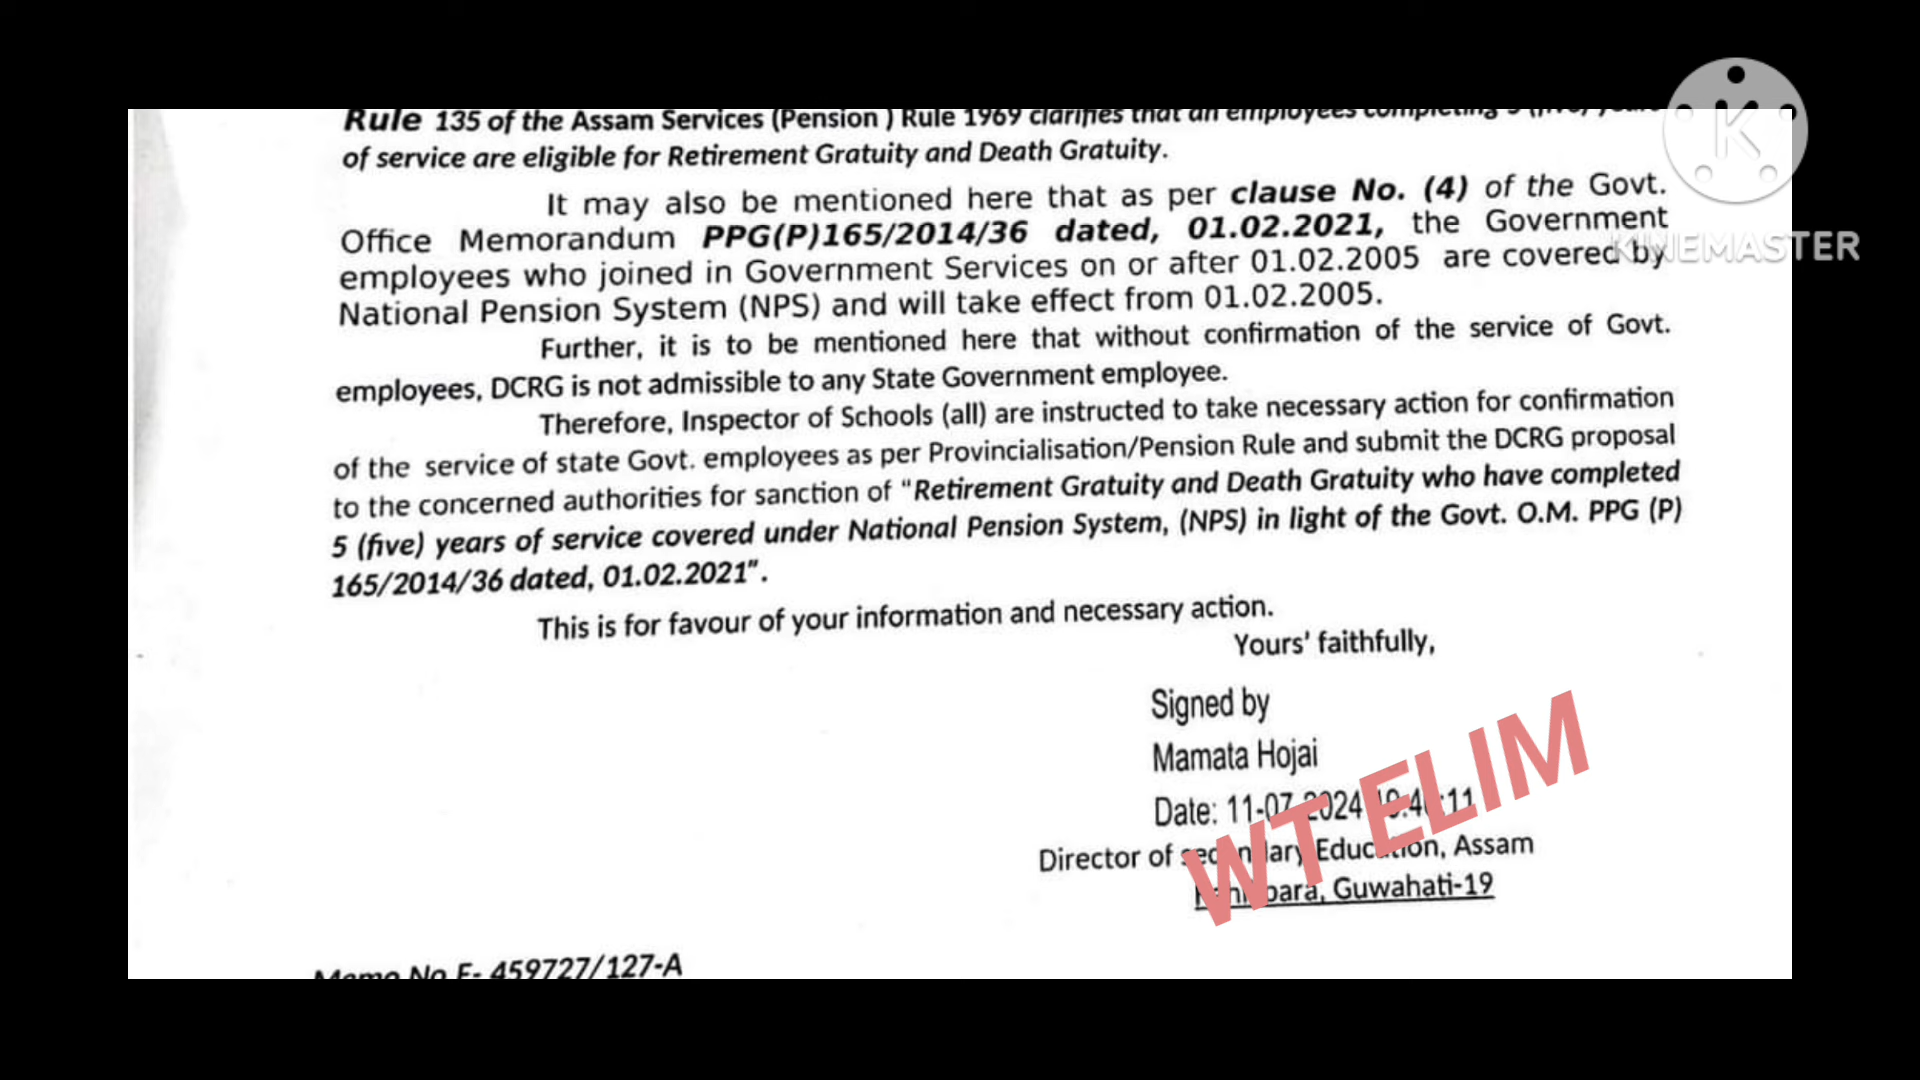 Rule 135 of the Assam Services (Pension ) Rule 1969 clarifies that an employees completing 5 (five) years
of service are eligible for Retirement Gratuity and Death Gratuity.
It may also be mentioned here that as per clause No. (4) of the Govt.
Office Memorandum PPG(P)165/2014/36 dated, 01.02.2021, the Government
employees who joined in Government Services on or after 01.02.2005 are covered by
National Pension System (NPS) and will take effect from 01.02.2005.
Further, it is to be mentioned here that without confirmation of the service of Govt.
employees, DCRG is not admissible to any State Government employee.
Therefore, Inspector of Schools (all) are instructed to take necessary action for confirmation
of the service of state Govt. employees as per Provincialisation/Pension Rule and submit the DCRG proposal
to the concerned authorities for sanction of "Retirement Gratuity and Death Gratuity who have completed
5 (five) years of service covered under National Pension System, (NPS) in light of the Govt. O.M. PPG (P)
165/2014/36 dated, 01.02.2021".
This is for favour of your information and necessary action.
Yours' faithfully,
Signed by
Mamata Hojai
Date: 11-07-2024
Director of secondary Education, Assam
Guwahati-19
Memo No E- 459727/127-A
WT ELIM
K
KINEMASTER